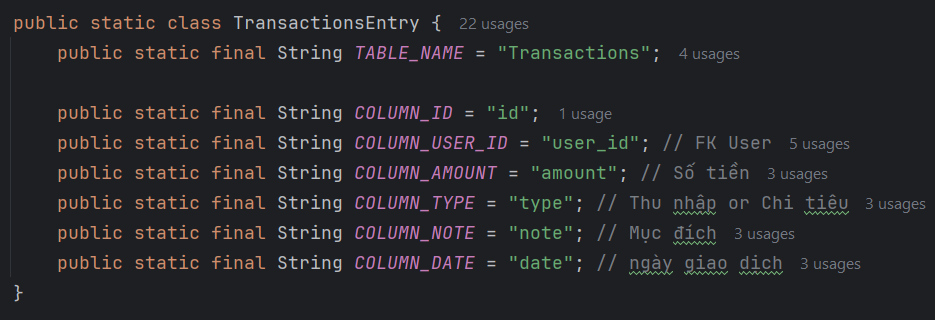 public static class TransactionsEntry { 22 usages
public static final String TABLE_NAME = "Transactions"; 4 usages
public static final String COLUMN_ID = "id"; 1 usage
public static final String COLUMN_USER_ID = "user_id"; // FK User 5 usages
public static final String COLUMN_AMOUNT = "amount"; // Số tiền 3 usages
public static final String COLUMN_TYPE = "type"; // Thu nhập or Chi tiêu 3 usages
public static final String COLUMN_NOTE = "note"; // Mục đích 3 usages
public static final String COLUMN_DATE = "date"; // ngày giao dich 3 usages
}